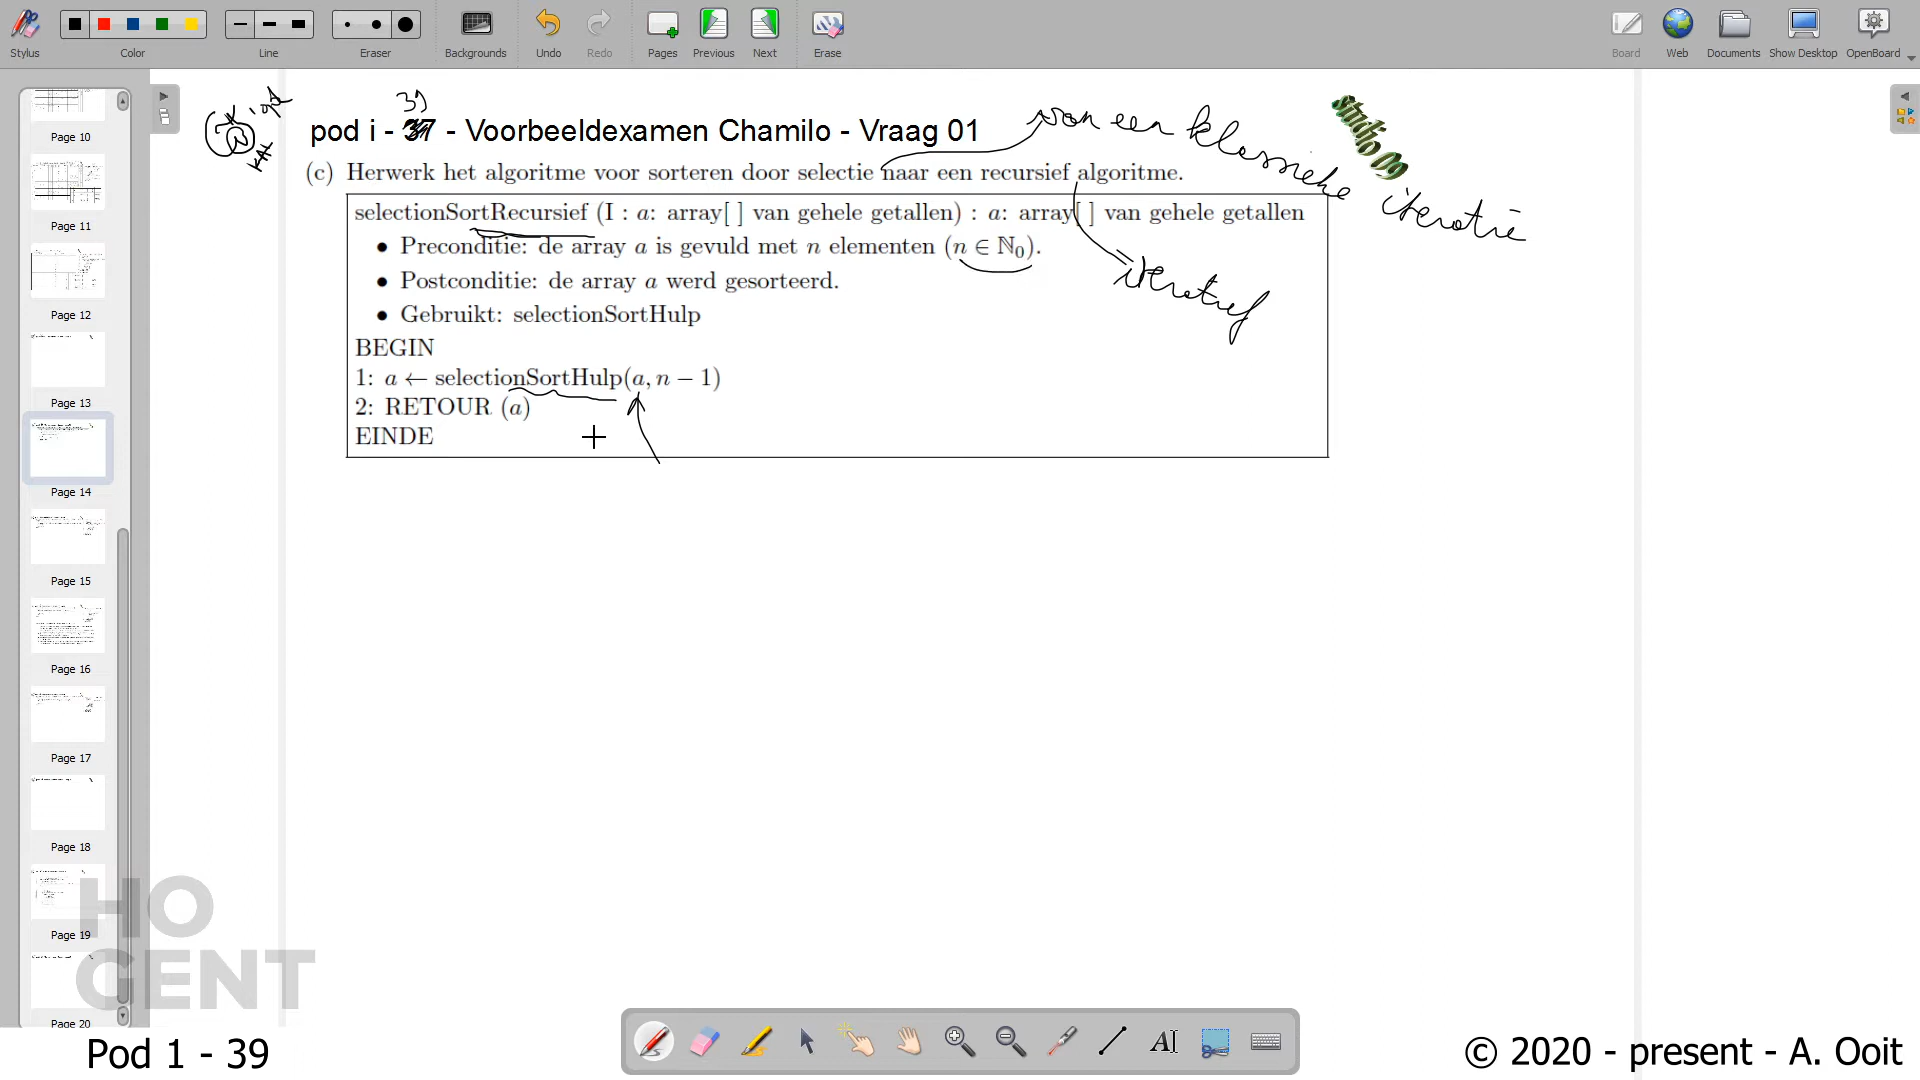 Stylus
Color
Line
Eraser
Backgrounds
Undo
Redo
Pages
Previous
Next
Erase
Board
Web
Documents
Show Desktop
OpenBoard
Page 10
Page 11
Page 12
Page 13
Page 14
Page 15
Page 16
Page 17
Page 18
Page 19
Page 20
39
pod i - 37 - Voorbeeldexamen Chamilo - Vraag 01
van een klassieke iteratie
(c) Herwerk het algoritme voor sorteren door selectie naar een recursief algoritme.
selectionSortRecursief (I : a: array[ ] van gehele getallen) : a: array[ ] van gehele getallen
• Preconditie: de array a is gevuld met n elementen (n ∈ ℕ₀).
iteratief
• Postconditie: de array a werd gesorteerd.
• Gebruikt: selectionSortHulp
BEGIN
1: a ← selectionSortHulp(a, n − 1)
2: RETOUR (a)
EINDE
HO
GENT
Pod 1 - 39
© 2020 - present - A. Ooit